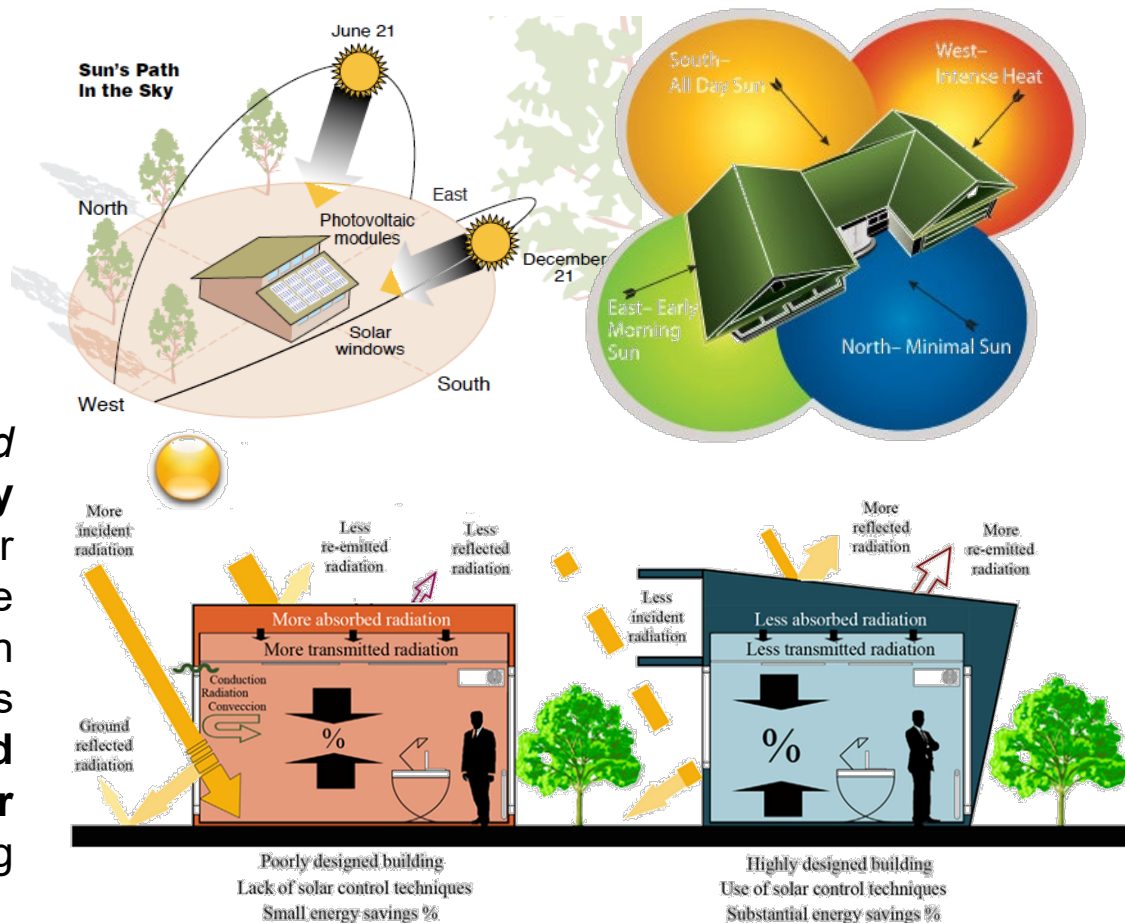 Sun's Path
In the Sky
June 21
North
East
Photovoltaic
modules
December
21
Solar
windows
South
West
South–
All Day Sun
West–
Intense Heat
East– Early
Morning
Sun
North– Minimal Sun
d
y
r
e
n
s
d
r
g
More
incident
radiation
Less
re-emitted
radiation
Less
reflected
radiation
More absorbed radiation
More transmitted radiation
Conduction
Radiation
Conveccion
%
Ground
reflected
radiation
Poorly designed building
Lack of solar control techniques
Small energy savings %
More
reflected
radiation
More
re-emitted
radiation
Less
incident
radiation
Less absorbed radiation
Less transmitted radiation
%
Highly designed building
Use of solar control techniques
Substantial energy savings %